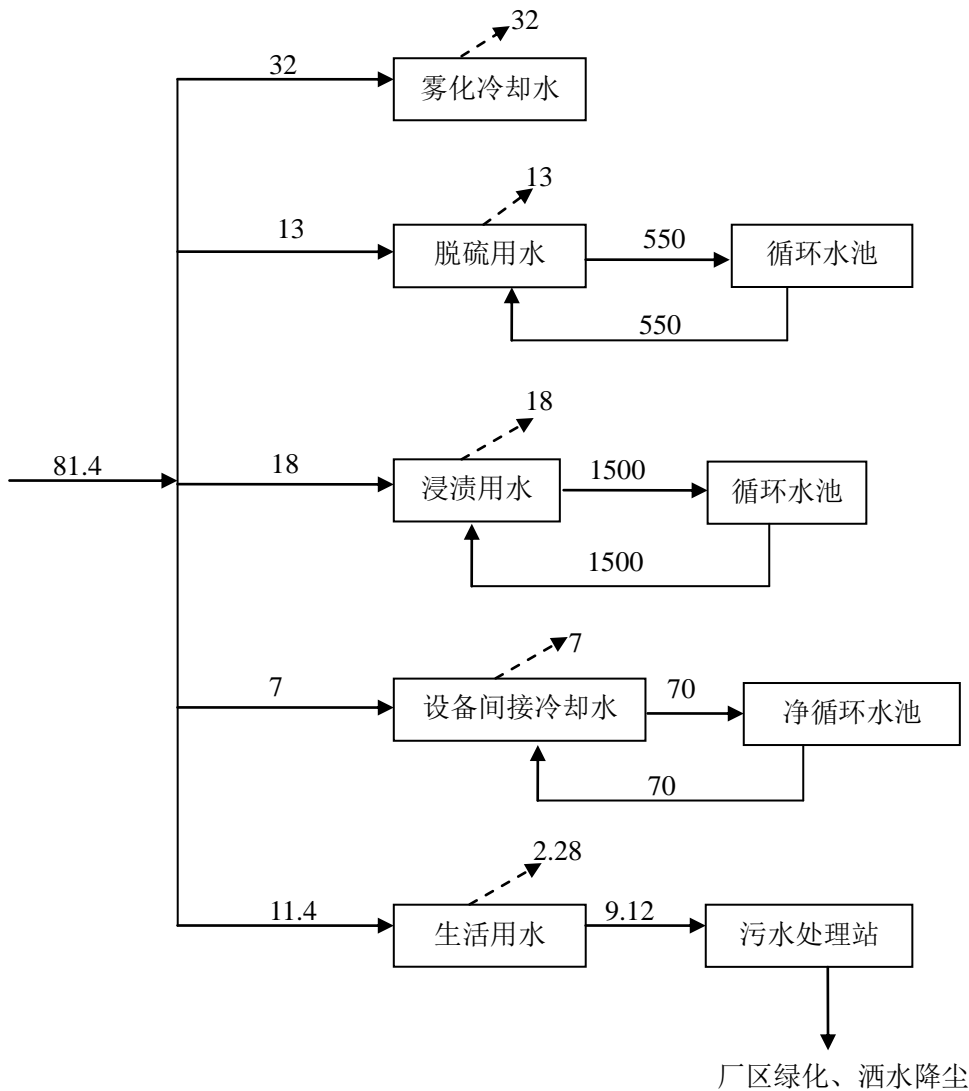 32
32
雾化冷却水
13
13
脱硫用水
550
循环水池
550
18
81.4
18
浸渍用水
1500
循环水池
1500
7
7
设备间接冷却水
70
净循环水池
70
2.28
11.4
生活用水
9.12
污水处理站
厂区绿化、洒水降尘